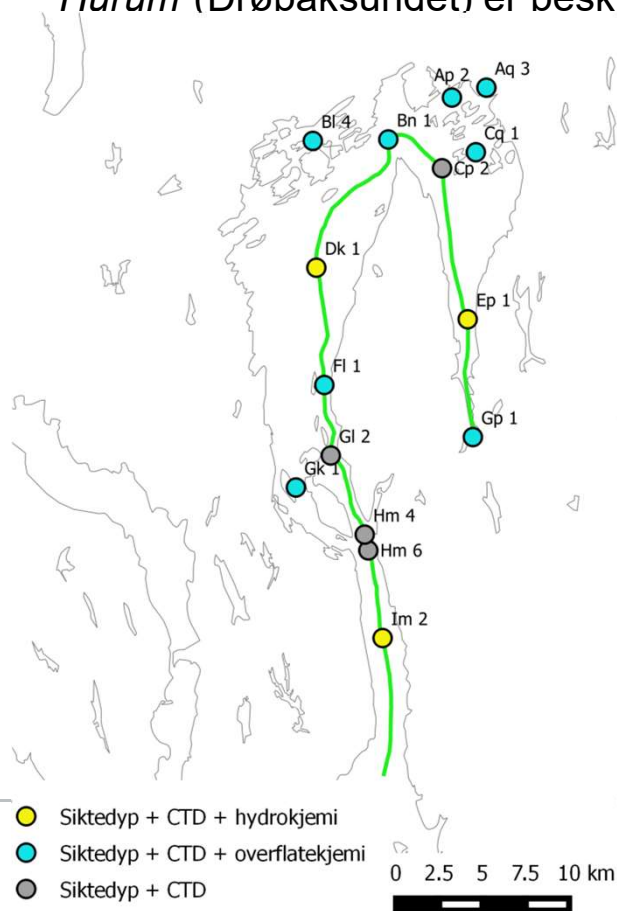 Hurum (Drøbaksundet) er besk
Ap 2
Aq 3
Bl 4
Bn 1
Cq 1
Cp 2
Dk 1
Ep 1
Fl 1
Gp 1
Gl 2
Gk 1
Hm 4
Hm 6
Im 2
Siktedyp + CTD + hydrokjemi
Siktedyp + CTD + overflatekjemi
Siktedyp + CTD
0 2.5 5 7.5 10 km